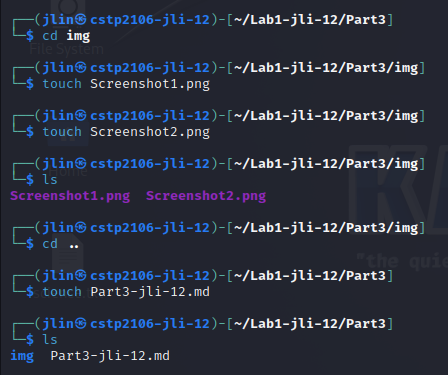 ┌──(jlin㉿cstp2106-jli-12)-[~/Lab1-jli-12/Part3]
└─$ cd img
┌──(jlin㉿cstp2106-jli-12)-[~/Lab1-jli-12/Part3/img]
└─$ touch Screenshot1.png
┌──(jlin㉿cstp2106-jli-12)-[~/Lab1-jli-12/Part3/img]
└─$ touch Screenshot2.png
┌──(jlin㉿cstp2106-jli-12)-[~/Lab1-jli-12/Part3/img]
└─$ ls
Screenshot1.png  Screenshot2.png
┌──(jlin㉿cstp2106-jli-12)-[~/Lab1-jli-12/Part3/img]
└─$ cd ..
"the quie
┌──(jlin㉿cstp2106-jli-12)-[~/Lab1-jli-12/Part3]
└─$ touch Part3-jli-12.md
┌──(jlin㉿cstp2106-jli-12)-[~/Lab1-jli-12/Part3]
└─$ ls
img  Part3-jli-12.md